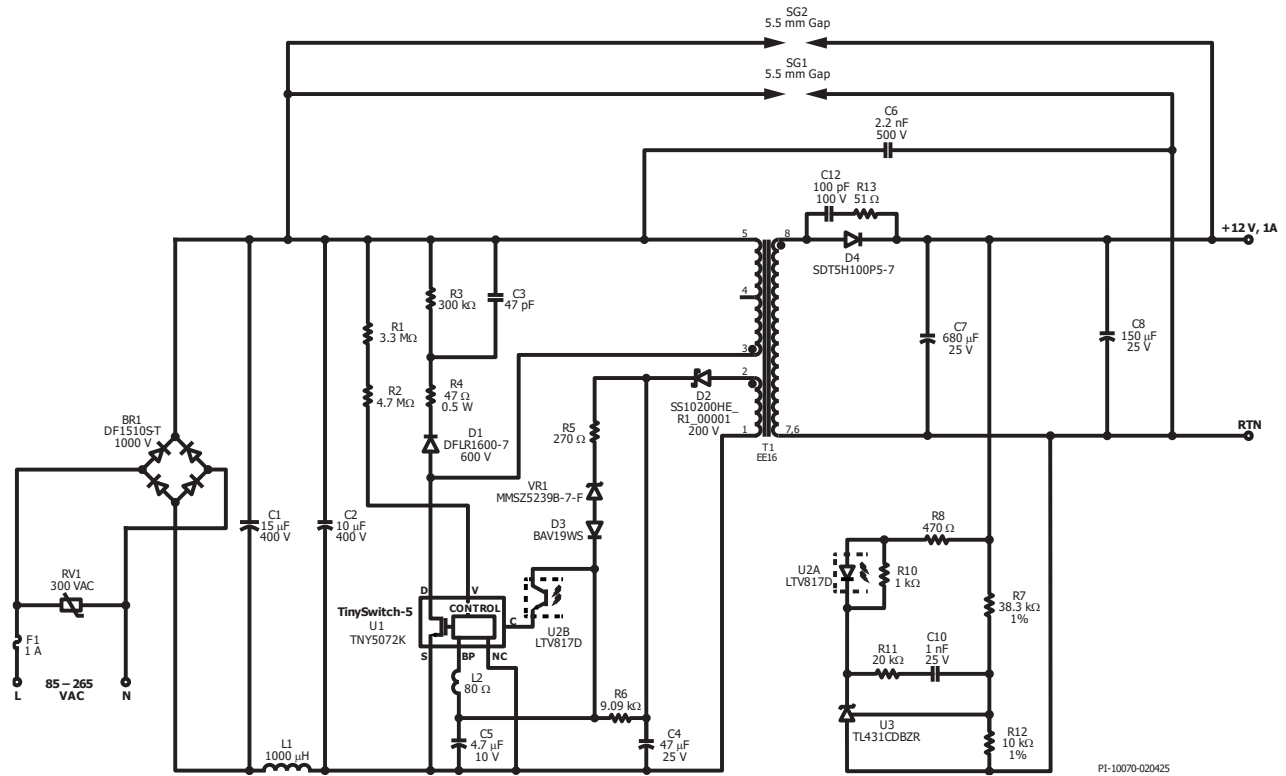 SG2
5.5 mm Gap
SG1
5.5 mm Gap
C6
2.2 nF
500 V
C12
100 pF
100 V
R13
51 Ω
5
8
+12 V, 1A
D4
SDT5H100P5-7
R3
300 kΩ
C3
47 pF
4
R1
3.3 MΩ
C7
680 µF
25 V
C8
150 µF
25 V
3
R2
4.7 MΩ
R4
47 Ω
0.5 W
2
D2
SS10200HE_
R1_00001
200 V
BR1
DF1510S-T
1000 V
D1
DFLR1600-7
600 V
R5
270 Ω
1
7,6
T1
EE16
RTN
VR1
MMSZ5239B-7-F
C1
15 µF
400 V
C2
10 µF
400 V
D3
BAV19WS
R8
470 Ω
RV1
300 VAC
U2A
LTV817D
R10
1 kΩ
D
V
TinySwitch-5
U1
TNY5072K
CONTROL
C
S
BP
NC
U2B
LTV817D
R7
38.3 kΩ
1%
F1
1 A
R11
20 kΩ
C10
1 nF
25 V
L
85–265
VAC
N
L2
80 Ω
R6
9.09 kΩ
U3
TL431CDBZR
L1
1000 µH
C5
4.7 µF
10 V
C4
47 µF
25 V
R12
10 kΩ
1%
PI-10070-020425